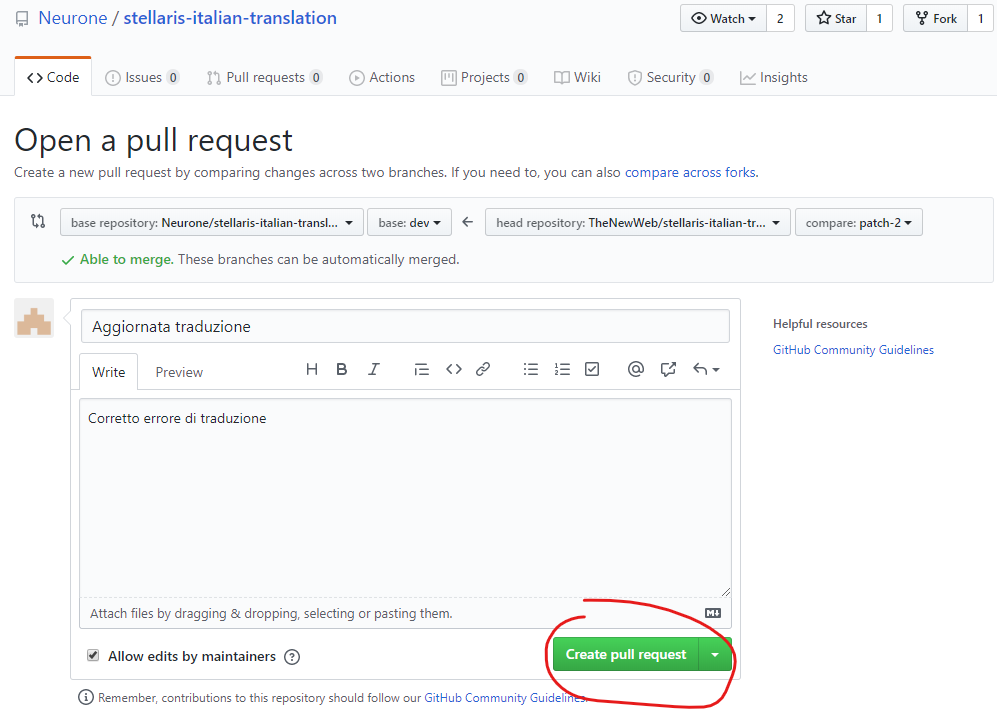 Neurone / stellaris-italian-translation
Watch 2 Star 1 Fork 1
Code Issues 0 Pull requests 0 Actions Projects 0 Wiki Security 0 Insights
Open a pull request
Create a new pull request by comparing changes across two branches. If you need to, you can also compare across forks.
base repository: Neurone/stellaris-italian-transl... base: dev head repository: TheNewWeb/stellaris-italian-tr... compare: patch-2
Able to merge. These branches can be automatically merged.
Aggiornata traduzione
Helpful resources
GitHub Community Guidelines
Write Preview
Corretto errore di traduzione
Attach files by dragging & dropping, selecting or pasting them.
Allow edits by maintainers
Create pull request
Remember, contributions to this repository should follow our GitHub Community Guidelines.